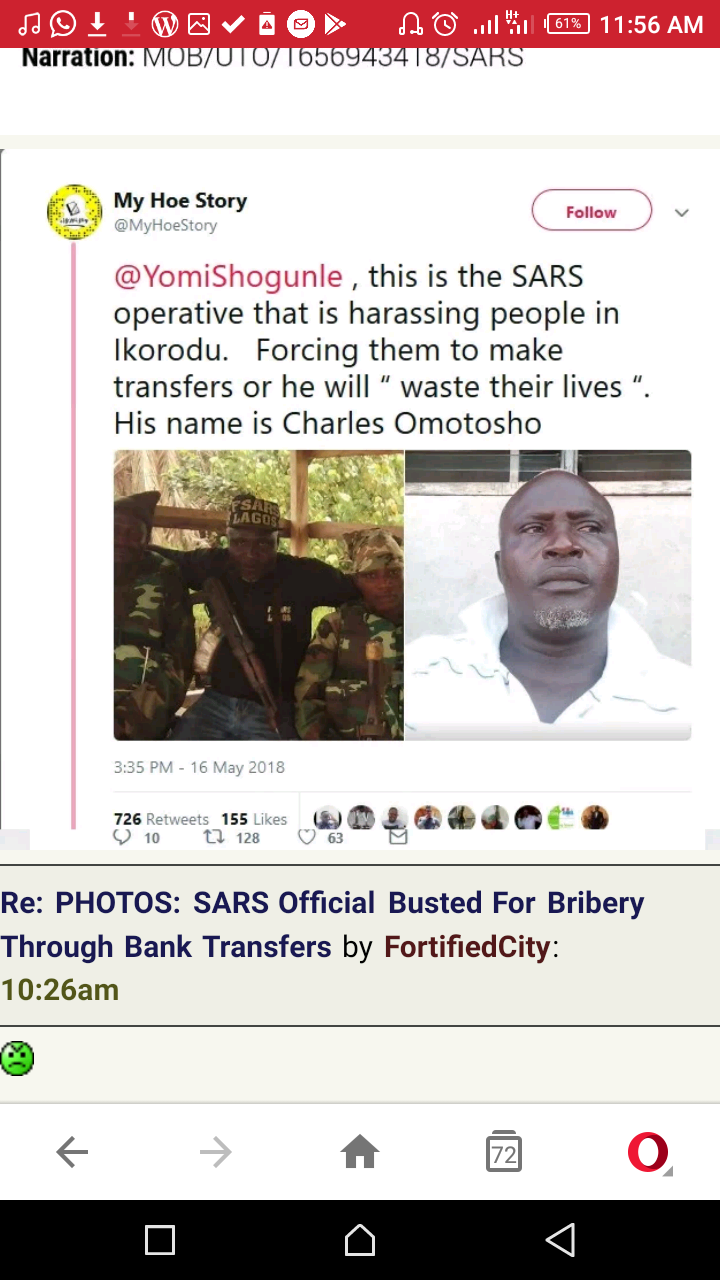 61% 11:56 AM
Narration: MOB/UTO/1656943418/SARS
My Hoe Story
@MyHoeStory
Follow
@YomiShogunle , this is the SARS
operative that is harassing people in
Ikorodu. Forcing them to make
transfers or he will “ waste their lives “.
His name is Charles Omotosho
FSARS
LAGOS
3:35 PM - 16 May 2018
726 Retweets 155 Likes
10 128 63
Re: PHOTOS: SARS Official Busted For Bribery
Through Bank Transfers by FortifiedCity:
10:26am
72